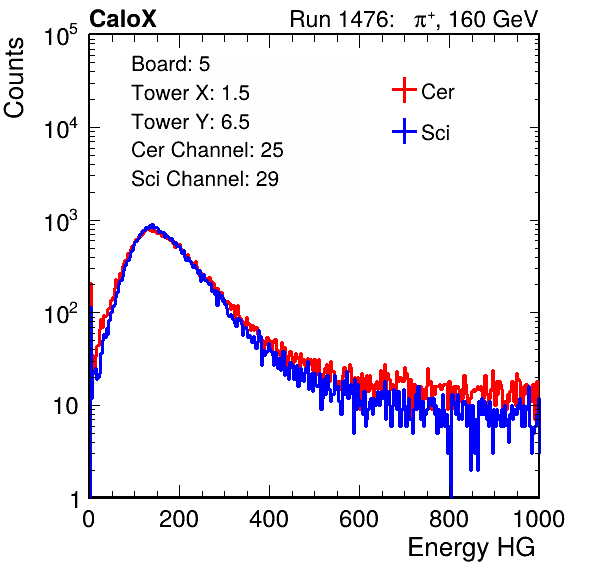 CaloX Run 1476: π⁺, 160 GeV
Counts
Board: 5
Tower X: 1.5
Tower Y: 6.5
Cer Channel: 25
Sci Channel: 29
Cer
Sci
10⁵
10⁴
10³
10²
10
1
0 200 400 600 800 1000
Energy HG